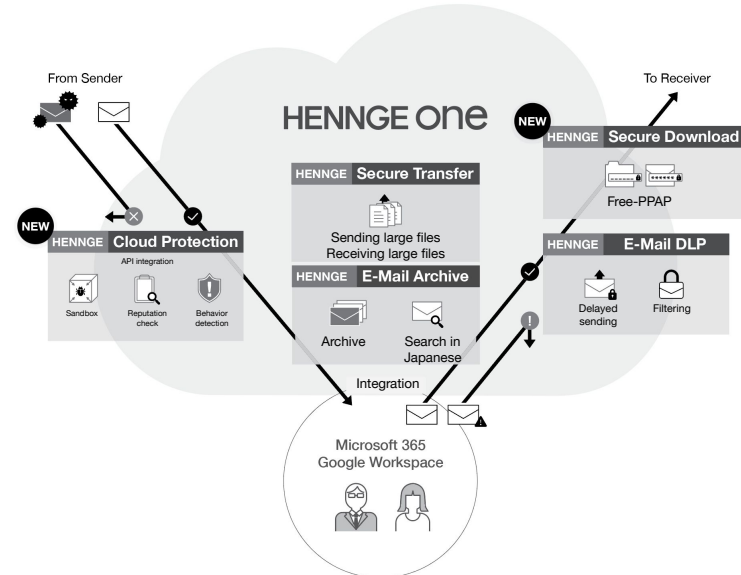 From Sender
To Receiver
HENNGE one
NEW
HENNGE Secure Download
Free-PPAP
HENNGE Secure Transfer
Sending large files
Receiving large files
NEW
HENNGE Cloud Protection
API integration
Sandbox
Reputation
check
Behavior
detection
HENNGE E-Mail DLP
Delayed
sending
Filtering
HENNGE E-Mail Archive
Archive
Search in
Japanese
Integration
Microsoft 365
Google Workspace